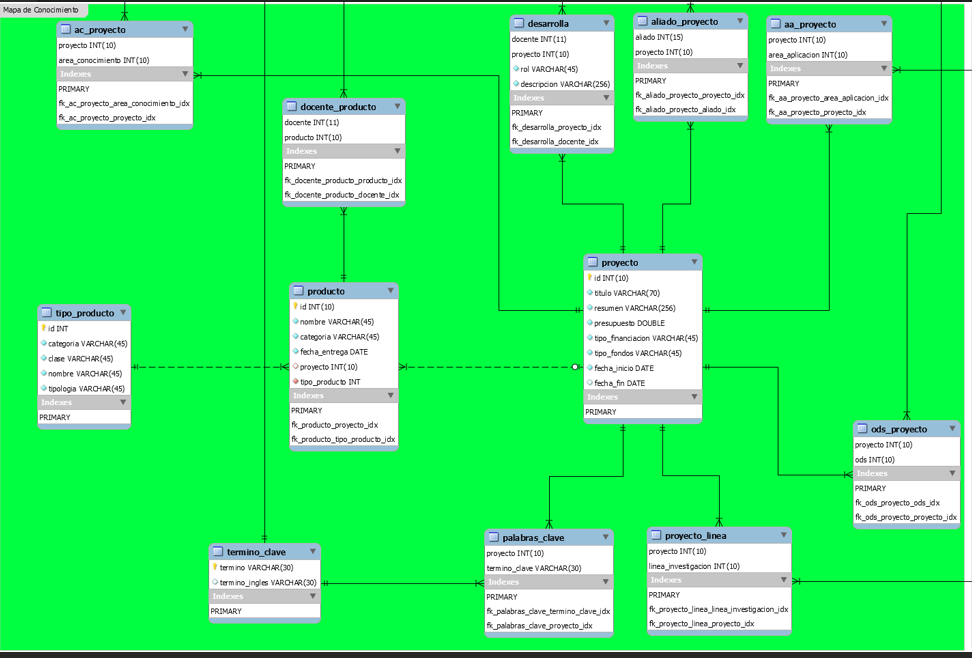 Mapa de Conocimiento
ac_proyecto
proyecto INT(10)
area_conocimiento INT(10)
Indexes
PRIMARY
fk_ac_proyecto_area_conocimiento_idx
fk_ac_proyecto_proyecto_idx
docente_producto
docente INT(11)
producto INT(10)
Indexes
PRIMARY
fk_docente_producto_producto_idx
fk_docente_producto_docente_idx
desarrolla
docente INT(11)
proyecto INT(10)
rol VARCHAR(45)
descripcion VARCHAR(256)
Indexes
PRIMARY
fk_desarrolla_proyecto_idx
fk_desarrolla_docente_idx
aliado_proyecto
aliado INT(15)
proyecto INT(10)
Indexes
PRIMARY
fk_aliado_proyecto_proyecto_idx
fk_aliado_proyecto_aliado_idx
aa_proyecto
proyecto INT(10)
area_aplicacion INT(10)
Indexes
PRIMARY
fk_aa_proyecto_area_aplicacion_idx
fk_aa_proyecto_proyecto_idx
tipo_producto
id INT
categoria VARCHAR(45)
clase VARCHAR(45)
nombre VARCHAR(45)
tipologia VARCHAR(45)
Indexes
PRIMARY
producto
id INT(10)
nombre VARCHAR(45)
categoria VARCHAR(45)
fecha_entrega DATE
proyecto INT(10)
tipo_producto INT
Indexes
PRIMARY
fk_producto_proyecto_idx
fk_producto_tipo_producto_idx
proyecto
id INT(10)
titulo VARCHAR(70)
resumen VARCHAR(256)
presupuesto DOUBLE
tipo_financiacion VARCHAR(45)
tipo_fondos VARCHAR(45)
fecha_inicio DATE
fecha_fin DATE
Indexes
PRIMARY
ods_proyecto
proyecto INT(10)
ods INT(10)
Indexes
PRIMARY
fk_ods_proyecto_ods_idx
fk_ods_proyecto_proyecto_idx
termino_clave
termino VARCHAR(30)
termino_ingles VARCHAR(30)
Indexes
PRIMARY
palabras_clave
proyecto INT(10)
termino_clave VARCHAR(30)
Indexes
PRIMARY
fk_palabras_clave_termino_clave_idx
fk_palabras_clave_proyecto_idx
proyecto_linea
proyecto INT(10)
linea_investigacion INT(10)
Indexes
PRIMARY
fk_proyecto_linea_linea_investigacion_idx
fk_proyecto_linea_proyecto_idx